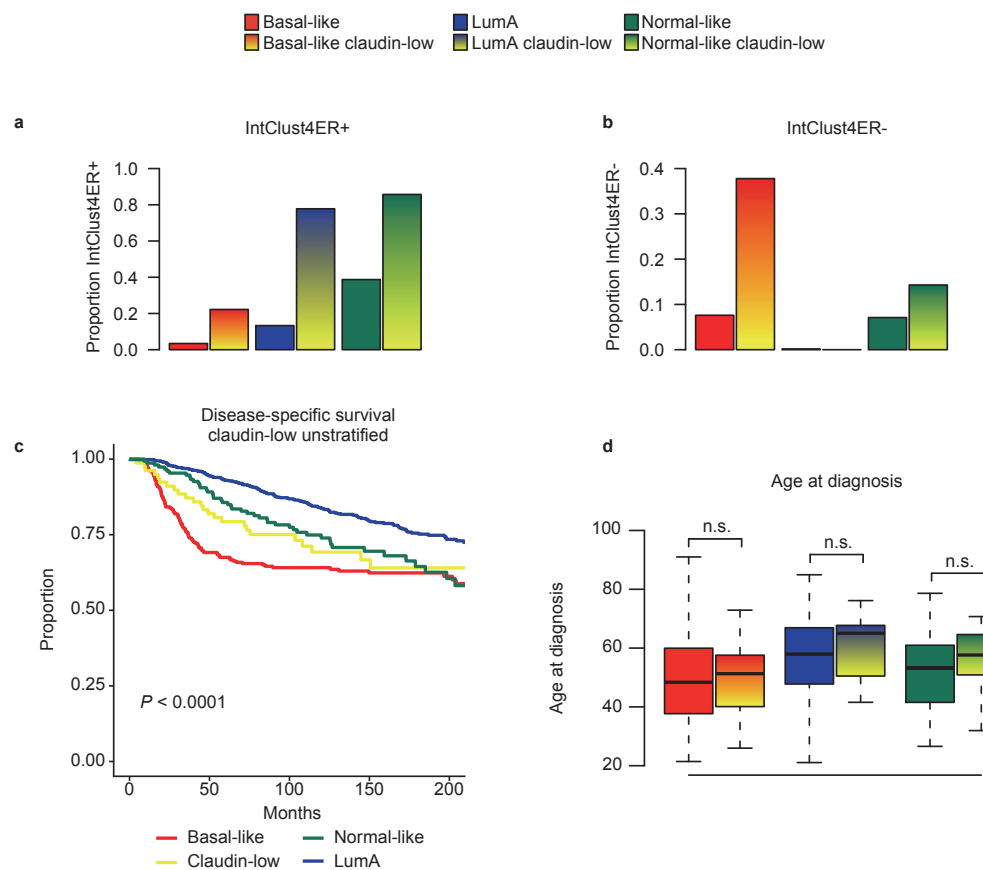 Basal-like LumA Normal-like
Basal-like claudin-low LumA claudin-low Normal-like claudin-low
a
IntClust4ER+
Proportion IntClust4ER+
1.0
0.8
0.6
0.4
0.2
0.0
b
IntClust4ER-
Proportion IntClust4ER-
0.4
0.3
0.2
0.1
0.0
c
Disease-specific survival
claudin-low unstratified
Proportion
1.00
0.75
0.50
0.25
0.00
P < 0.0001
0 50 100 150 200
Months
Basal-like Normal-like
Claudin-low LumA
d
Age at diagnosis
Age at diagnosis
100
80
60
40
20
n.s.
n.s.
n.s.